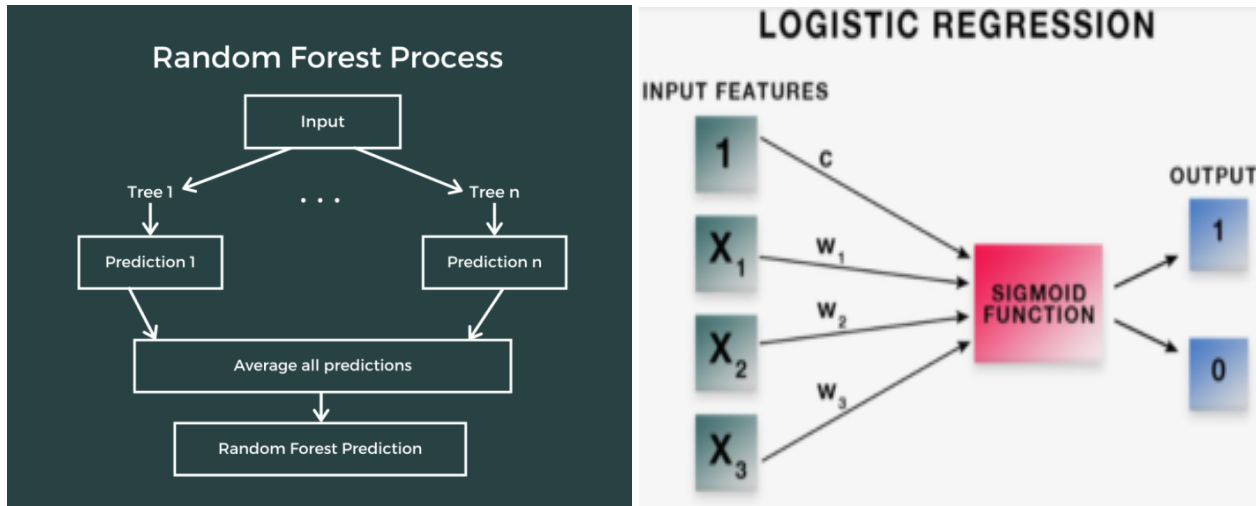 Random Forest Process
Input
Tree 1
. . .
Tree n
Prediction 1
Prediction n
Average all predictions
Random Forest Prediction
LOGISTIC REGRESSION
INPUT FEATURES
1
X1
X2
X3
C
W1
W2
W3
SIGMOID
FUNCTION
OUTPUT
1
0